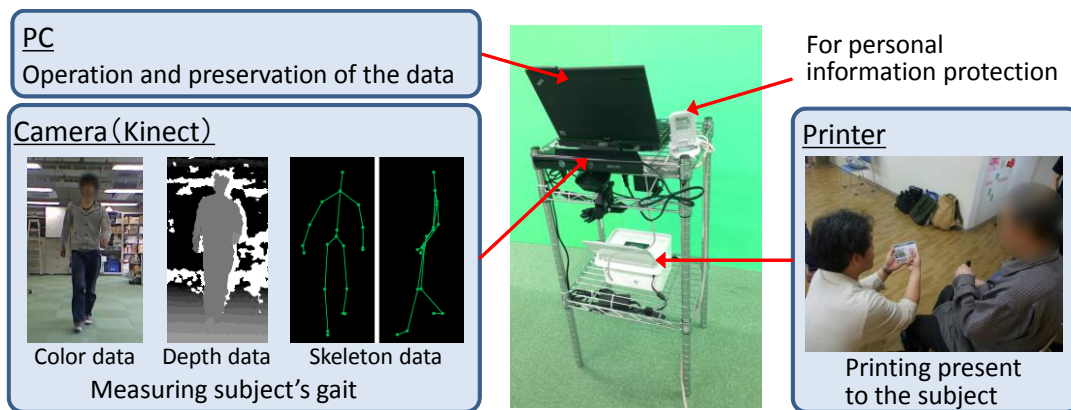 PC
Operation and preservation of the data
Camera（Kinect）
Color data
Depth data
Skeleton data
Measuring subject's gait
For personal
information protection
Printer
Printing present
to the subject